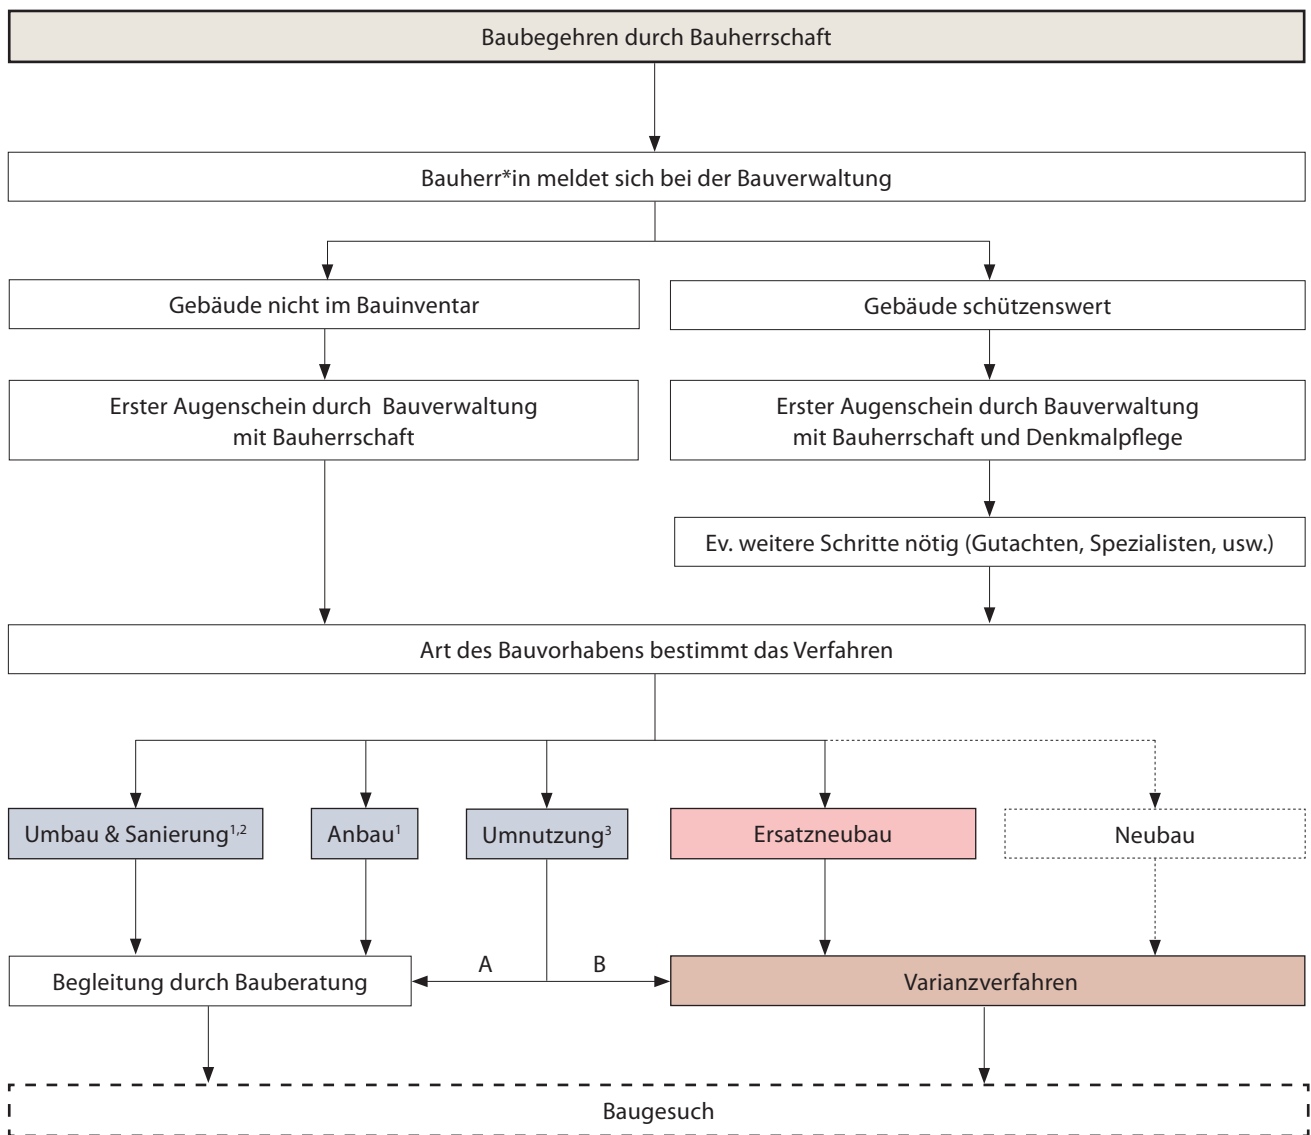 Baubegehren durch Bauherrschaft
Bauherr*in meldet sich bei der Bauverwaltung
Gebäude nicht im Bauinventar
Gebäude schützenswert
Erster Augenschein durch Bauverwaltung
mit Bauherrschaft
Erster Augenschein durch Bauverwaltung
mit Bauherrschaft und Denkmalpflege
Ev. weitere Schritte nötig (Gutachten, Spezialisten, usw.)
Art des Bauvorhabens bestimmt das Verfahren
Umbau & Sanierung¹,²
Anbau¹
Umnutzung³
Ersatzneubau
Neubau
Begleitung durch Bauberatung
A
B
Varianzverfahren
Baugesuch